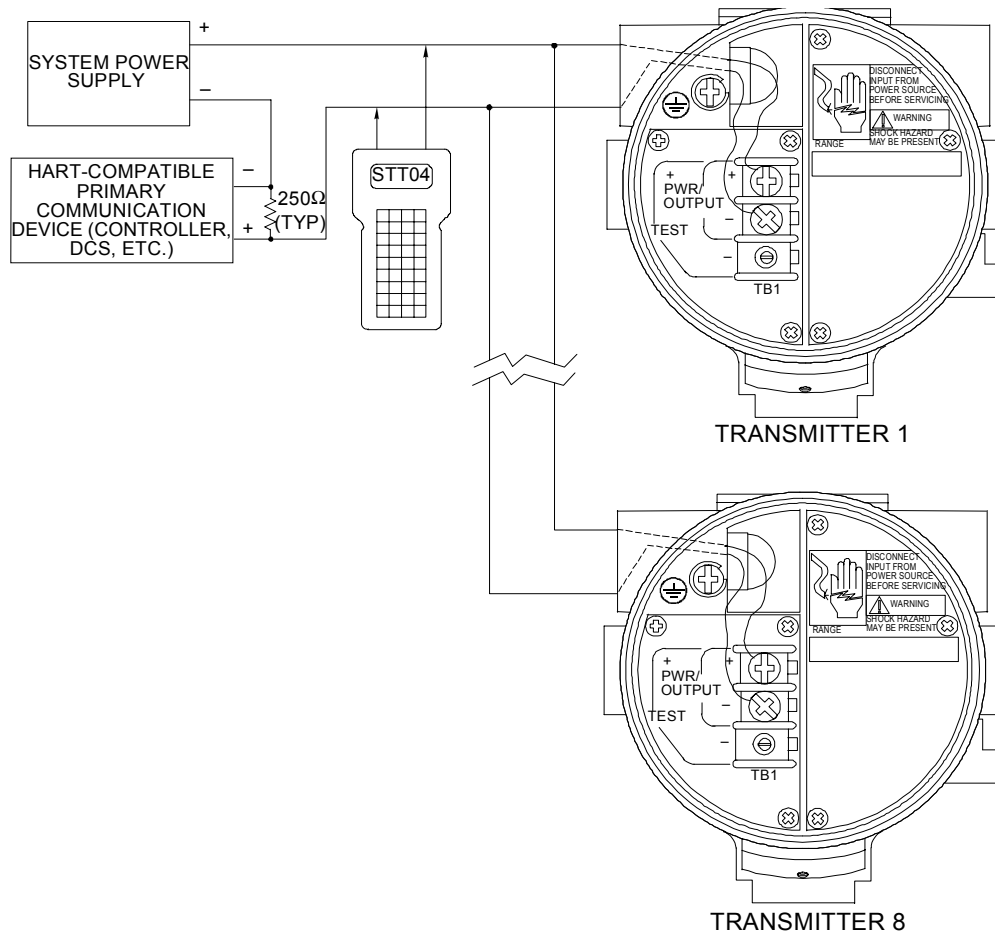 +
SYSTEM POWER
SUPPLY
–
HART-COMPATIBLE
PRIMARY
COMMUNICATION
DEVICE (CONTROLLER,
DCS, ETC.)
–
+
250Ω
(TYP)
STT04
DISCONNECT
INPUT FROM
POWER SOURCE
BEFORE SERVICING
WARNING
SHOCK HAZARD
MAY BE PRESENT
RANGE
+
PWR/
OUTPUT
TEST
+
–
–
TB1
TRANSMITTER 1
DISCONNECT
INPUT FROM
POWER SOURCE
BEFORE SERVICING
WARNING
SHOCK HAZARD
MAY BE PRESENT
RANGE
+
PWR/
OUTPUT
TEST
+
–
–
TB1
TRANSMITTER 8